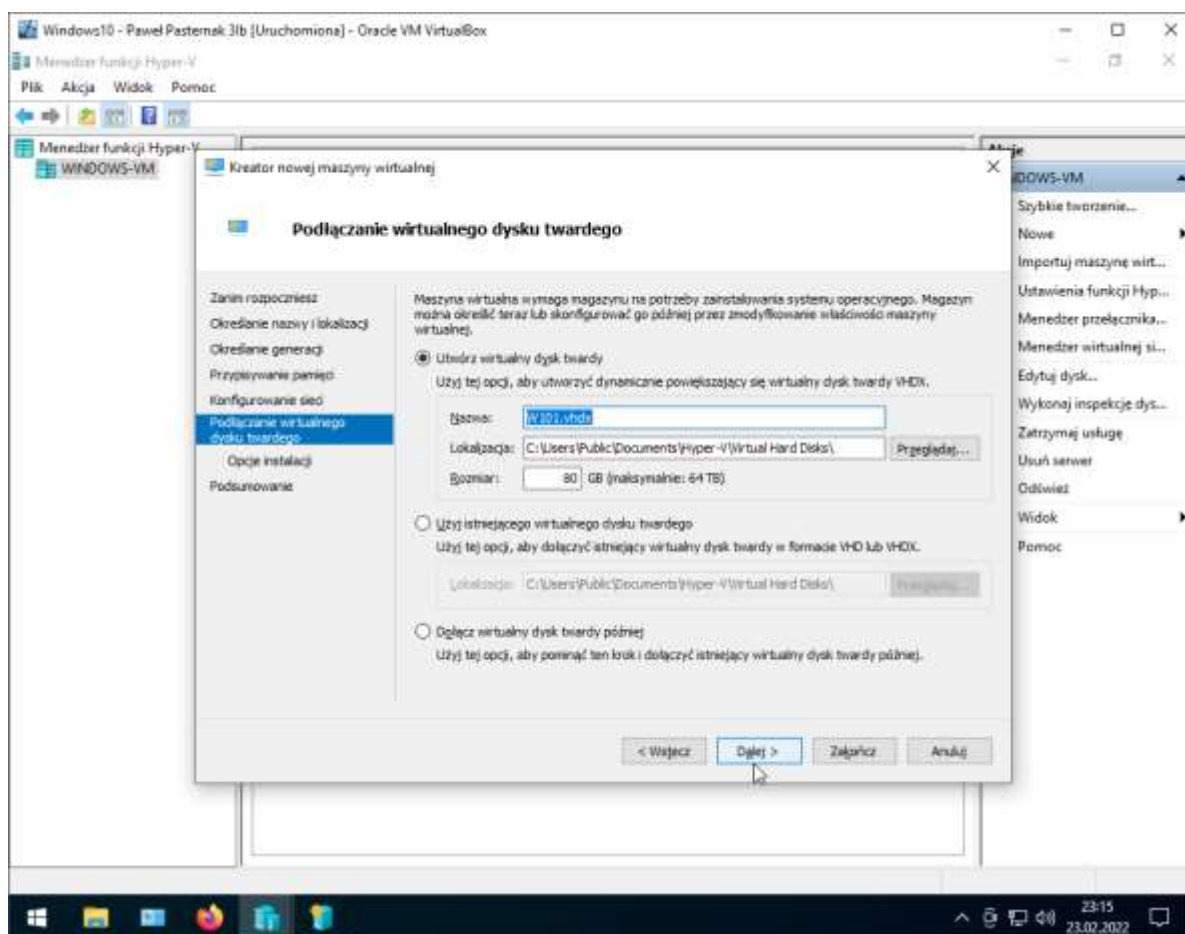 Windows10 - Paweł Pasternak 3lb [Uruchomiona] - Oracle VM VirtualBox
Menedżer funkcji Hyper-V
Plik Akcja Widok Pomoc
Menedżer funkcji Hyper-V
WINDOWS-VM
Kreator nowej maszyny wirtualnej
Podłączanie wirtualnego dysku twardego
Zanim rozpoczniesz
Określanie nazwy i lokalizacji
Określanie generacji
Przypisywanie pamięci
Konfigurowanie sieci
Podłączanie wirtualnego
dysku twardego
Opcje instalacji
Podsumowanie
Maszyna wirtualna wymaga magazynu na potrzeby zainstalowania systemu operacyjnego. Magazyn
można określić teraz lub skonfigurować go później przez zmodyfikowanie właściwości maszyny
wirtualnej.
Utwórz wirtualny dysk twardy
Użyj tej opcji, aby utworzyć dynamicznie powiększający się wirtualny dysk twardy VHDX.
Nazwa: W101.vhdx
Lokalizacja: C:\Users\Public\Documents\Hyper-V\Virtual Hard Disks\ Przeglądaj...
Rozmiar: 80 GB (maksymalnie: 64 TB)
Użyj istniejącego wirtualnego dysku twardego
Użyj tej opcji, aby dołączyć istniejący wirtualny dysk twardy w formacie VHD lub VHDX.
Lokalizacja: C:\Users\Public\Documents\Hyper-V\Virtual Hard Disks\ Przeglądaj...
Dołącz wirtualny dysk twardy później
Użyj tej opcji, aby pominąć ten krok i dołączyć istniejący wirtualny dysk twardy później.
< Wstecz Dalej > Zakończ Anuluj
Akcje
DOWS-VM
Szybkie tworzenie...
Nowe
Importuj maszynę wirt...
Ustawienia funkcji Hyp...
Menedżer przełącznika...
Menedżer wirtualnej si...
Edytuj dysk...
Wykonaj inspekcję dys...
Zatrzymaj usługę
Usuń serwer
Odśwież
Widok
Pomoc
23:15
23.02.2022